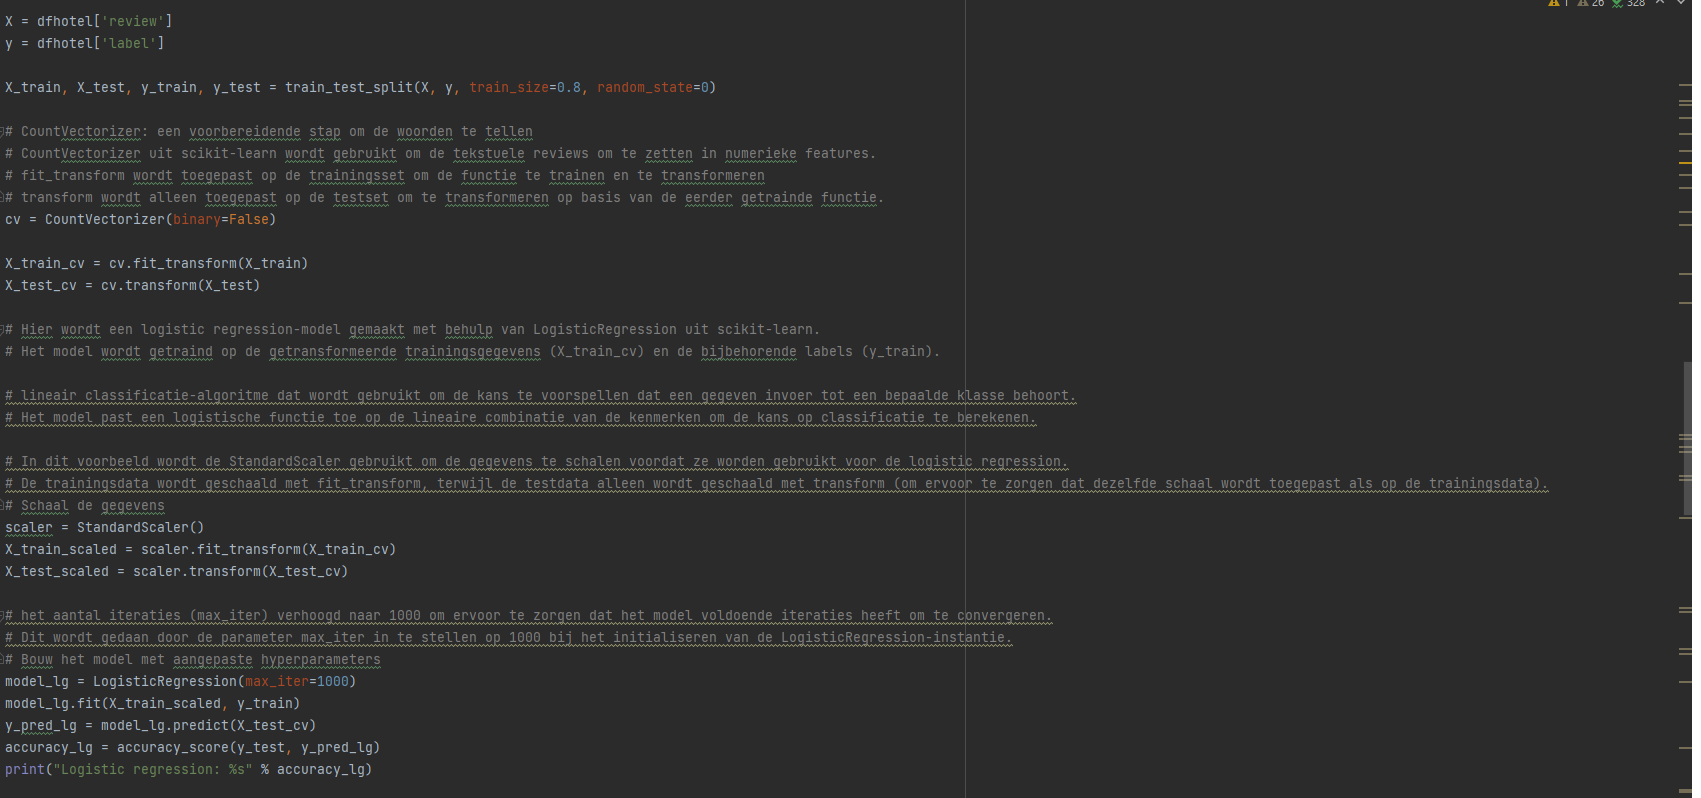 1 26 328
X = dfhotel['review']
y = dfhotel['label']
X_train, X_test, y_train, y_test = train_test_split(X, y, train_size=0.8, random_state=0)
# CountVectorizer: een voorbereidende stap om de woorden te tellen
# CountVectorizer uit scikit-learn wordt gebruikt om de tekstuele reviews om te zetten in numerieke features.
# fit_transform wordt toegepast op de trainingsset om de functie te trainen en te transformeren
# transform wordt alleen toegepast op de testset om te transformeren op basis van de eerder getrainde functie.
cv = CountVectorizer(binary=False)
X_train_cv = cv.fit_transform(X_train)
X_test_cv = cv.transform(X_test)
# Hier wordt een logistic regression-model gemaakt met behulp van LogisticRegression uit scikit-learn.
# Het model wordt getraind op de getransformeerde trainingsgegevens (X_train_cv) en de bijbehorende labels (y_train).
# lineair classificatie-algoritme dat wordt gebruikt om de kans te voorspellen dat een gegeven invoer tot een bepaalde klasse behoort.
# Het model past een logistische functie toe op de lineaire combinatie van de kenmerken om de kans op classificatie te berekenen.
# In dit voorbeeld wordt de StandardScaler gebruikt om de gegevens te schalen voordat ze worden gebruikt voor de logistic regression.
# De trainingsdata wordt geschaald met fit_transform, terwijl de testdata alleen wordt geschaald met transform (om ervoor te zorgen dat dezelfde schaal wordt toegepast als op de trainingsdata).
# Schaal de gegevens
scaler = StandardScaler()
X_train_scaled = scaler.fit_transform(X_train_cv)
X_test_scaled = scaler.transform(X_test_cv)
# het aantal iteraties (max_iter) verhoogd naar 1000 om ervoor te zorgen dat het model voldoende iteraties heeft om te convergeren.
# Dit wordt gedaan door de parameter max_iter in te stellen op 1000 bij het initialiseren van de LogisticRegression-instantie.
# Bouw het model met aangepaste hyperparameters
model_lg = LogisticRegression(max_iter=1000)
model_lg.fit(X_train_scaled, y_train)
y_pred_lg = model_lg.predict(X_test_cv)
accuracy_lg = accuracy_score(y_test, y_pred_lg)
print("Logistic regression: %s" % accuracy_lg)